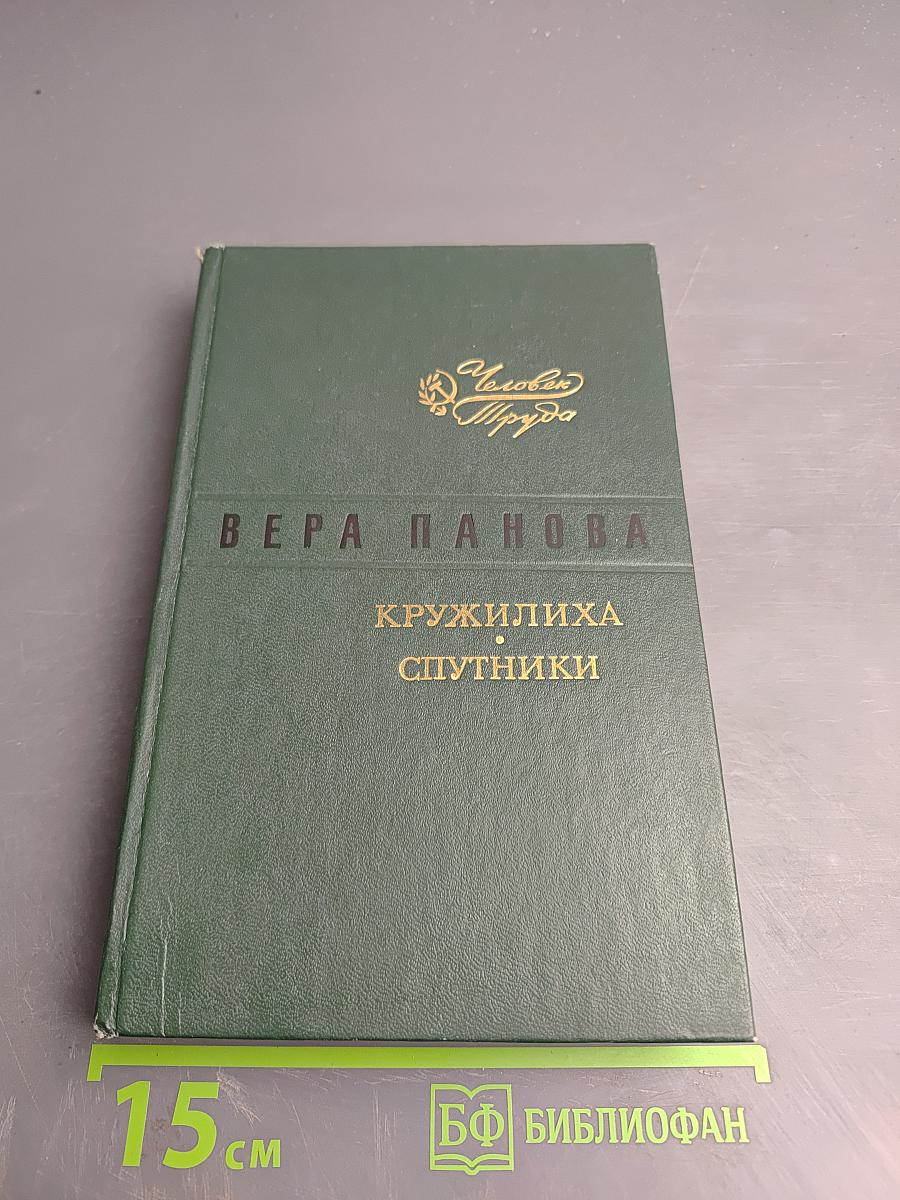 Человек
Труда
ВЕРА ПАНОВА
КРУЖИЛИХА
•
СПУТНИКИ
15 см
БФ БИБЛИОФАН